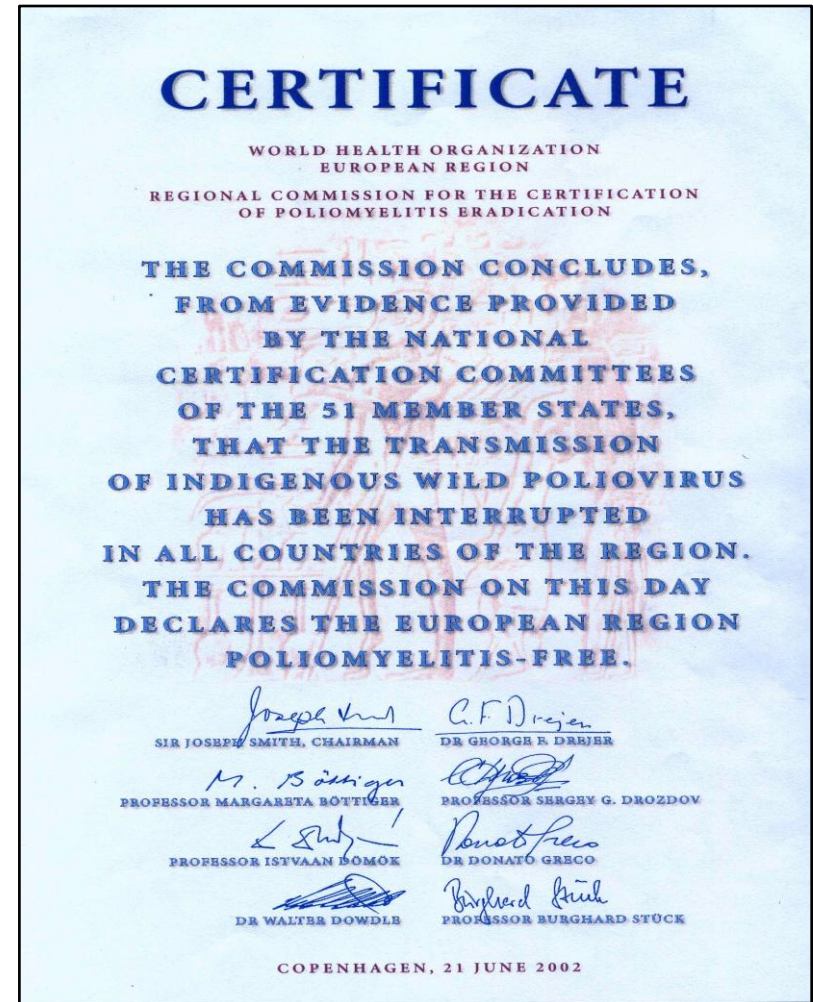 CERTIFICATE
WORLD HEALTH ORGANIZATION
EUROPEAN REGION
REGIONAL COMMISSION FOR THE CERTIFICATION
OF POLIOMYELITIS ERADICATION
THE COMMISSION CONCLUDES,
FROM EVIDENCE PROVIDED
BY THE NATIONAL
CERTIFICATION COMMITTEES
OF THE 51 MEMBER STATES,
THAT THE TRANSMISSION
OF INDIGENOUS WILD POLIOVIRUS
HAS BEEN INTERRUPTED
IN ALL COUNTRIES OF THE REGION.
THE COMMISSION ON THIS DAY
DECLARES THE EUROPEAN REGION
POLIOMYELITIS-FREE.
Joseph G.F. Drejer
SIR JOSEPH SMITH, CHAIRMAN DR GEORGE F. DREJER
M. Böttiger
PROFESSOR MARGARETA BÖTTIGER PROFESSOR SERGEY G. DROZDOV
Donato Greco
PROFESSOR ISTVAAN DÖMÖK DR DONATO GRECO
Burghard Stück
DR WALTER DOWDLE PROFESSOR BURGHARD STÜCK
COPENHAGEN, 21 JUNE 2002